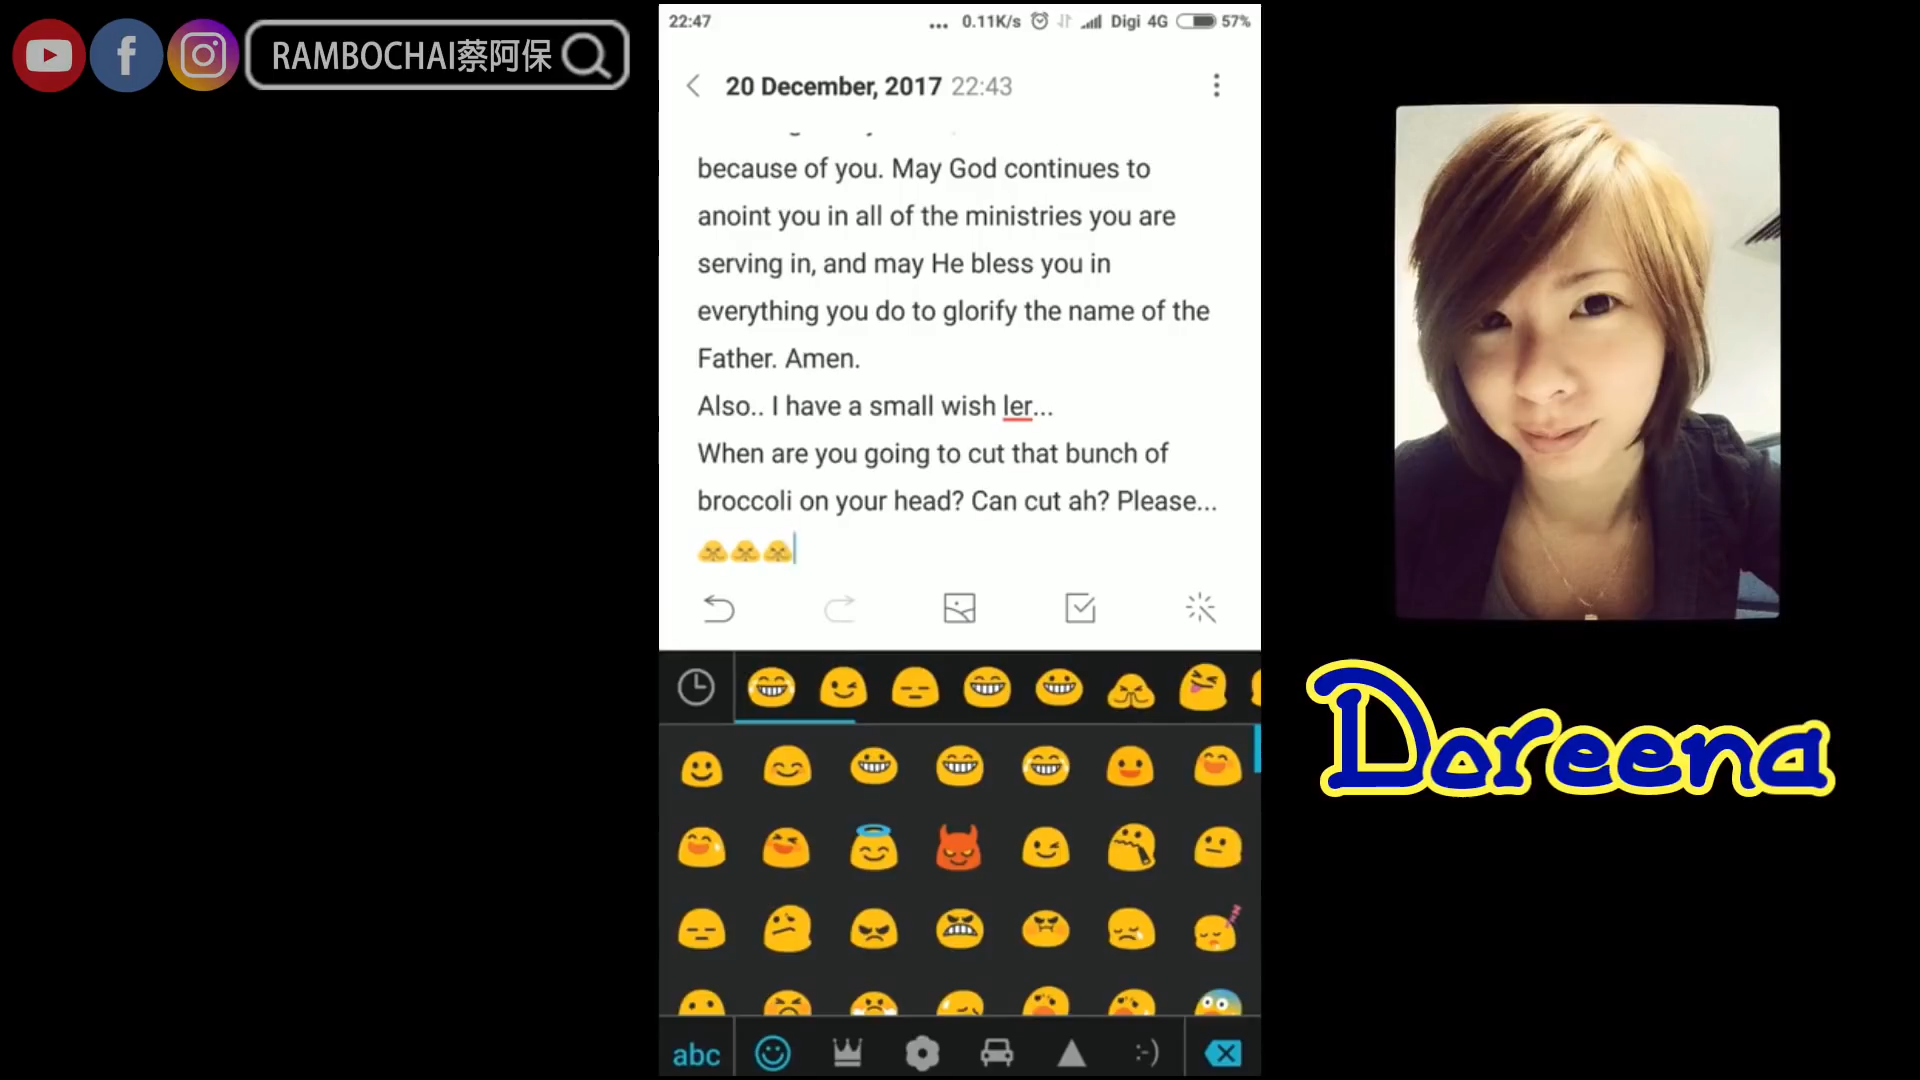 RAMBOCHAI蔡阿保
22:47
... 0.11K/s Digi 4G 57%
20 December, 2017 22:43
because of you. May God continues to
anoint you in all of the ministries you are
serving in, and may He bless you in
everything you do to glorify the name of the
Father. Amen.
Also.. I have a small wish ler...
When are you going to cut that bunch of
broccoli on your head? Can cut ah? Please...
Doreena
abc
:-)